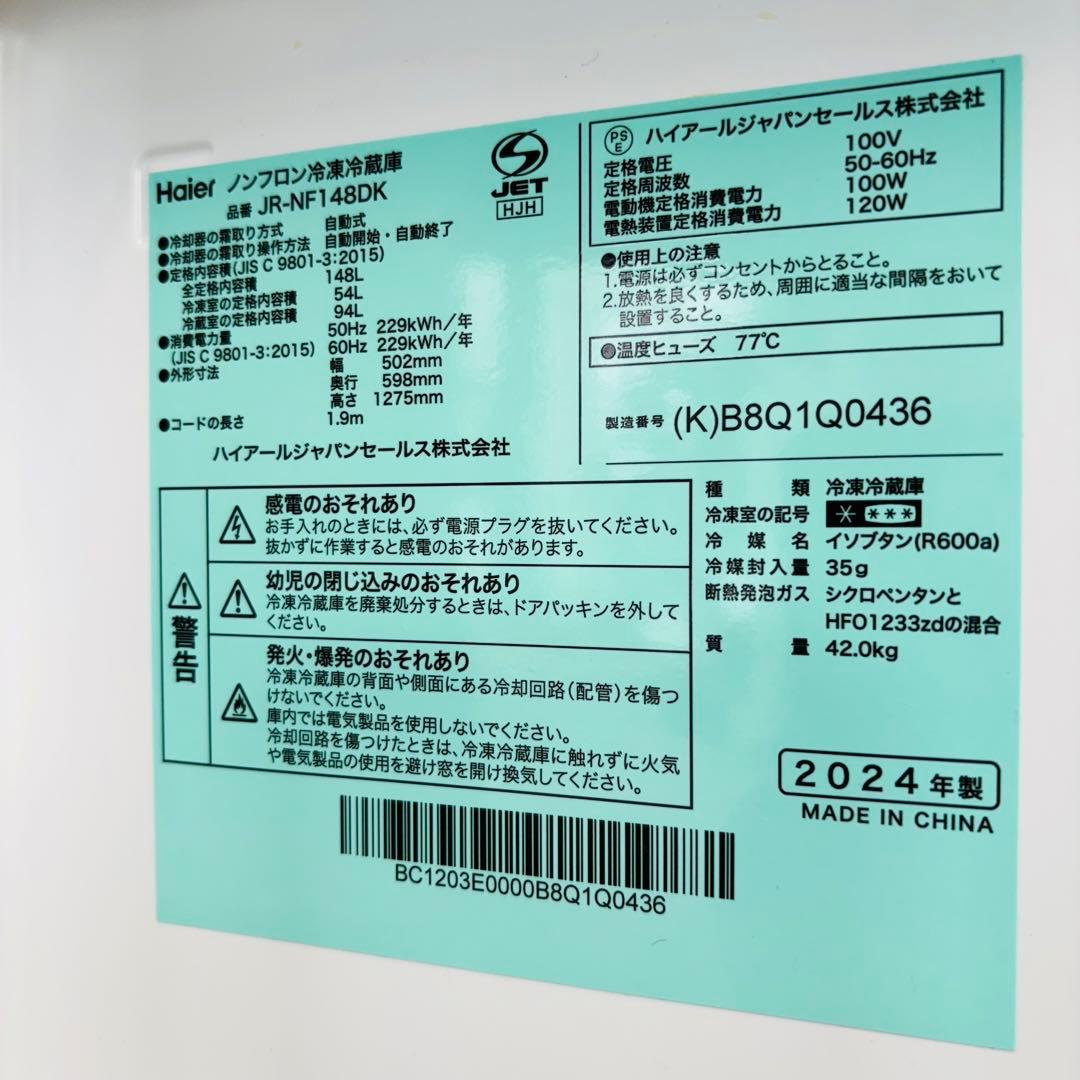 Haier ノンフロン冷凍冷蔵庫
品番 JR-NF148DK
JET
HJH
●冷却器の霜取り方式 自動式
●冷却器の霜取り操作方法 自動開始・自動終了
●定格内容積(JIS C 9801-3:2015)
全定格内容積 148L
冷凍室の定格内容積 54L
冷蔵室の定格内容積 94L
●消費電力量 50Hz 229kWh/年
(JIS C 9801-3:2015) 60Hz 229kWh/年
●外形寸法 幅 502mm
奥行 598mm
高さ 1275mm
●コードの長さ 1.9m
ハイアールジャパンセールス株式会社
PS
E
ハイアールジャパンセールス株式会社
定格電圧 100V
定格周波数 50-60Hz
電動機定格消費電力 100W
電熱装置定格消費電力 120W
●使用上の注意
1.電源は必ずコンセントからとること。
2.放熱を良くするため、周囲に適当な間隔をおいて
設置すること。
●温度ヒューズ 77℃
製造番号 (K)B8Q1Q0436
警告
感電のおそれあり
お手入れのときには、必ず電源プラグを抜いてください。
抜かずに作業すると感電のおそれがあります。
幼児の閉じ込みのおそれあり
冷凍冷蔵庫を廃棄処分するときは、ドアパッキンを外して
ください。
発火・爆発のおそれあり
冷凍冷蔵庫の背面や側面にある冷却回路(配管)を傷つ
けないでください。
庫内では電気製品を使用しないでください。
冷却回路を傷つけたときは、冷凍冷蔵庫に触れずに火気
や電気製品の使用を避け窓を開け換気してください。
種類 冷凍冷蔵庫
冷凍室の記号 * ***
冷媒名 イソブタン(R600a)
冷媒封入量 35g
断熱発泡ガス シクロペンタンと
HFO1233zdの混合
質量 42.0kg
2024年製
MADE IN CHINA
BC1203E0000B8Q1Q0436